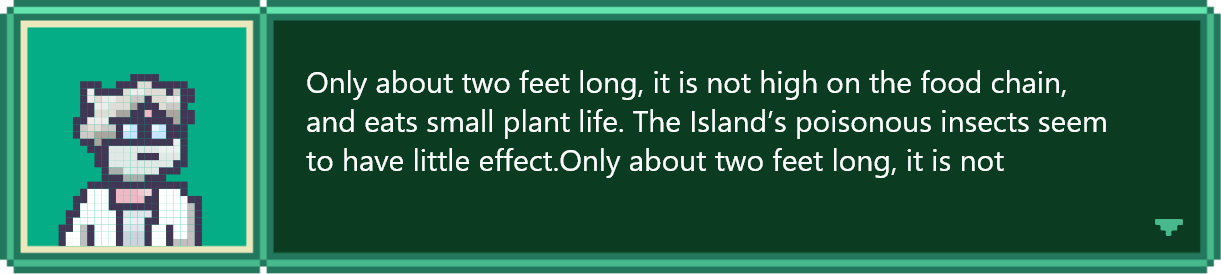 Only about two feet long, it is not high on the food chain,
and eats small plant life. The Island’s poisonous insects seem
to have little effect.Only about two feet long, it is not